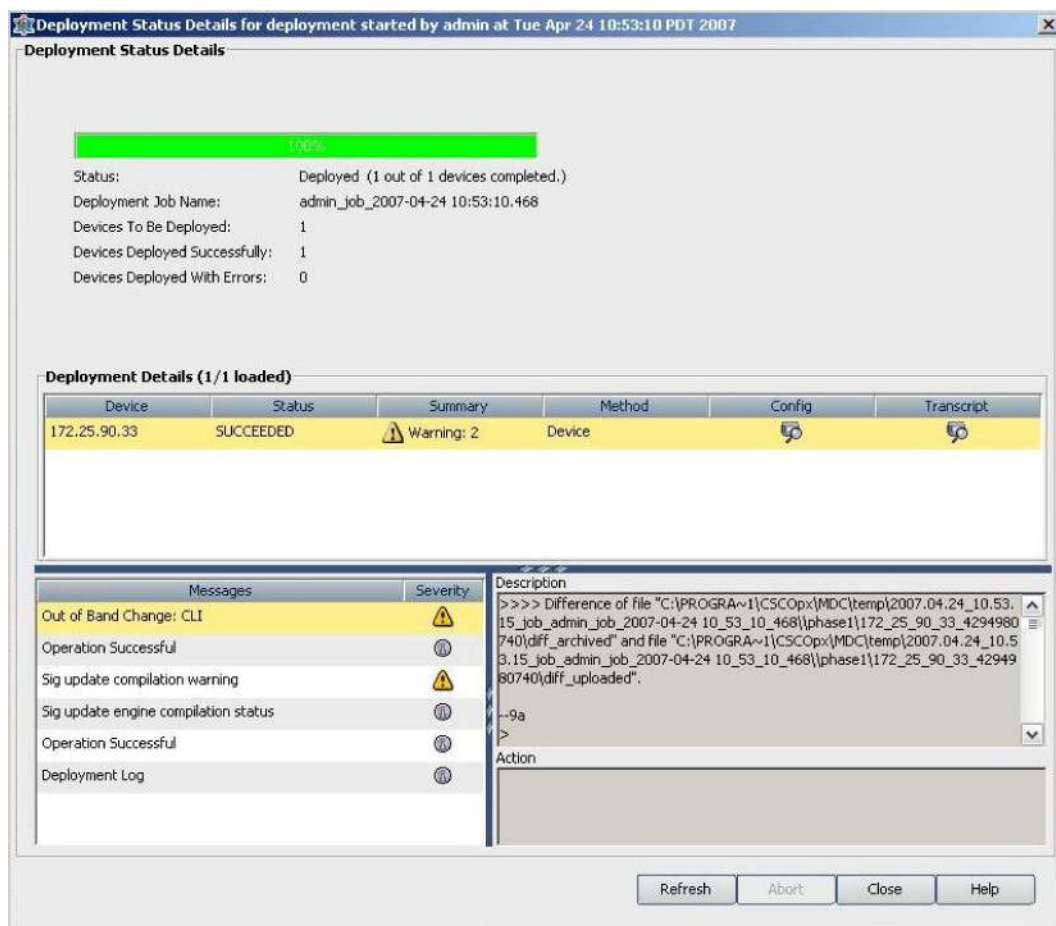 Deployment Status Details for deployment started by admin at Tue Apr 24 10:53:10 PDT 2007
Deployment Status Details
100%
Status: Deployed (1 out of 1 devices completed.)
Deployment Job Name: admin_job_2007-04-24 10:53:10.468
Devices To Be Deployed: 1
Devices Deployed Successfully: 1
Devices Deployed With Errors: 0
Deployment Details (1/1 loaded)
Device Status Summary Method Config Transcript
172.25.90.33 SUCCEEDED Warning: 2 Device
Messages Severity
Out of Band Change: CLI
Operation Successful
Sig update compilation warning
Sig update engine compilation status
Operation Successful
Deployment Log
Description
>>>> Difference of file "C:\PROGRA~1\CSCOpx\MDC\temp\2007.04.24_10.53.
15_job_admin_job_2007-04-24 10_53_10_468\\phase1\172_25_90_33_4294980
740\diff_archived" and file "C:\PROGRA~1\CSCOpx\MDC\temp\2007.04.24_10.5
3.15_job_admin_job_2007-04-24 10_53_10_468\\phase1\172_25_90_33_42949
80740\diff_uploaded".
--9a
>
Action
Refresh Abort Close Help